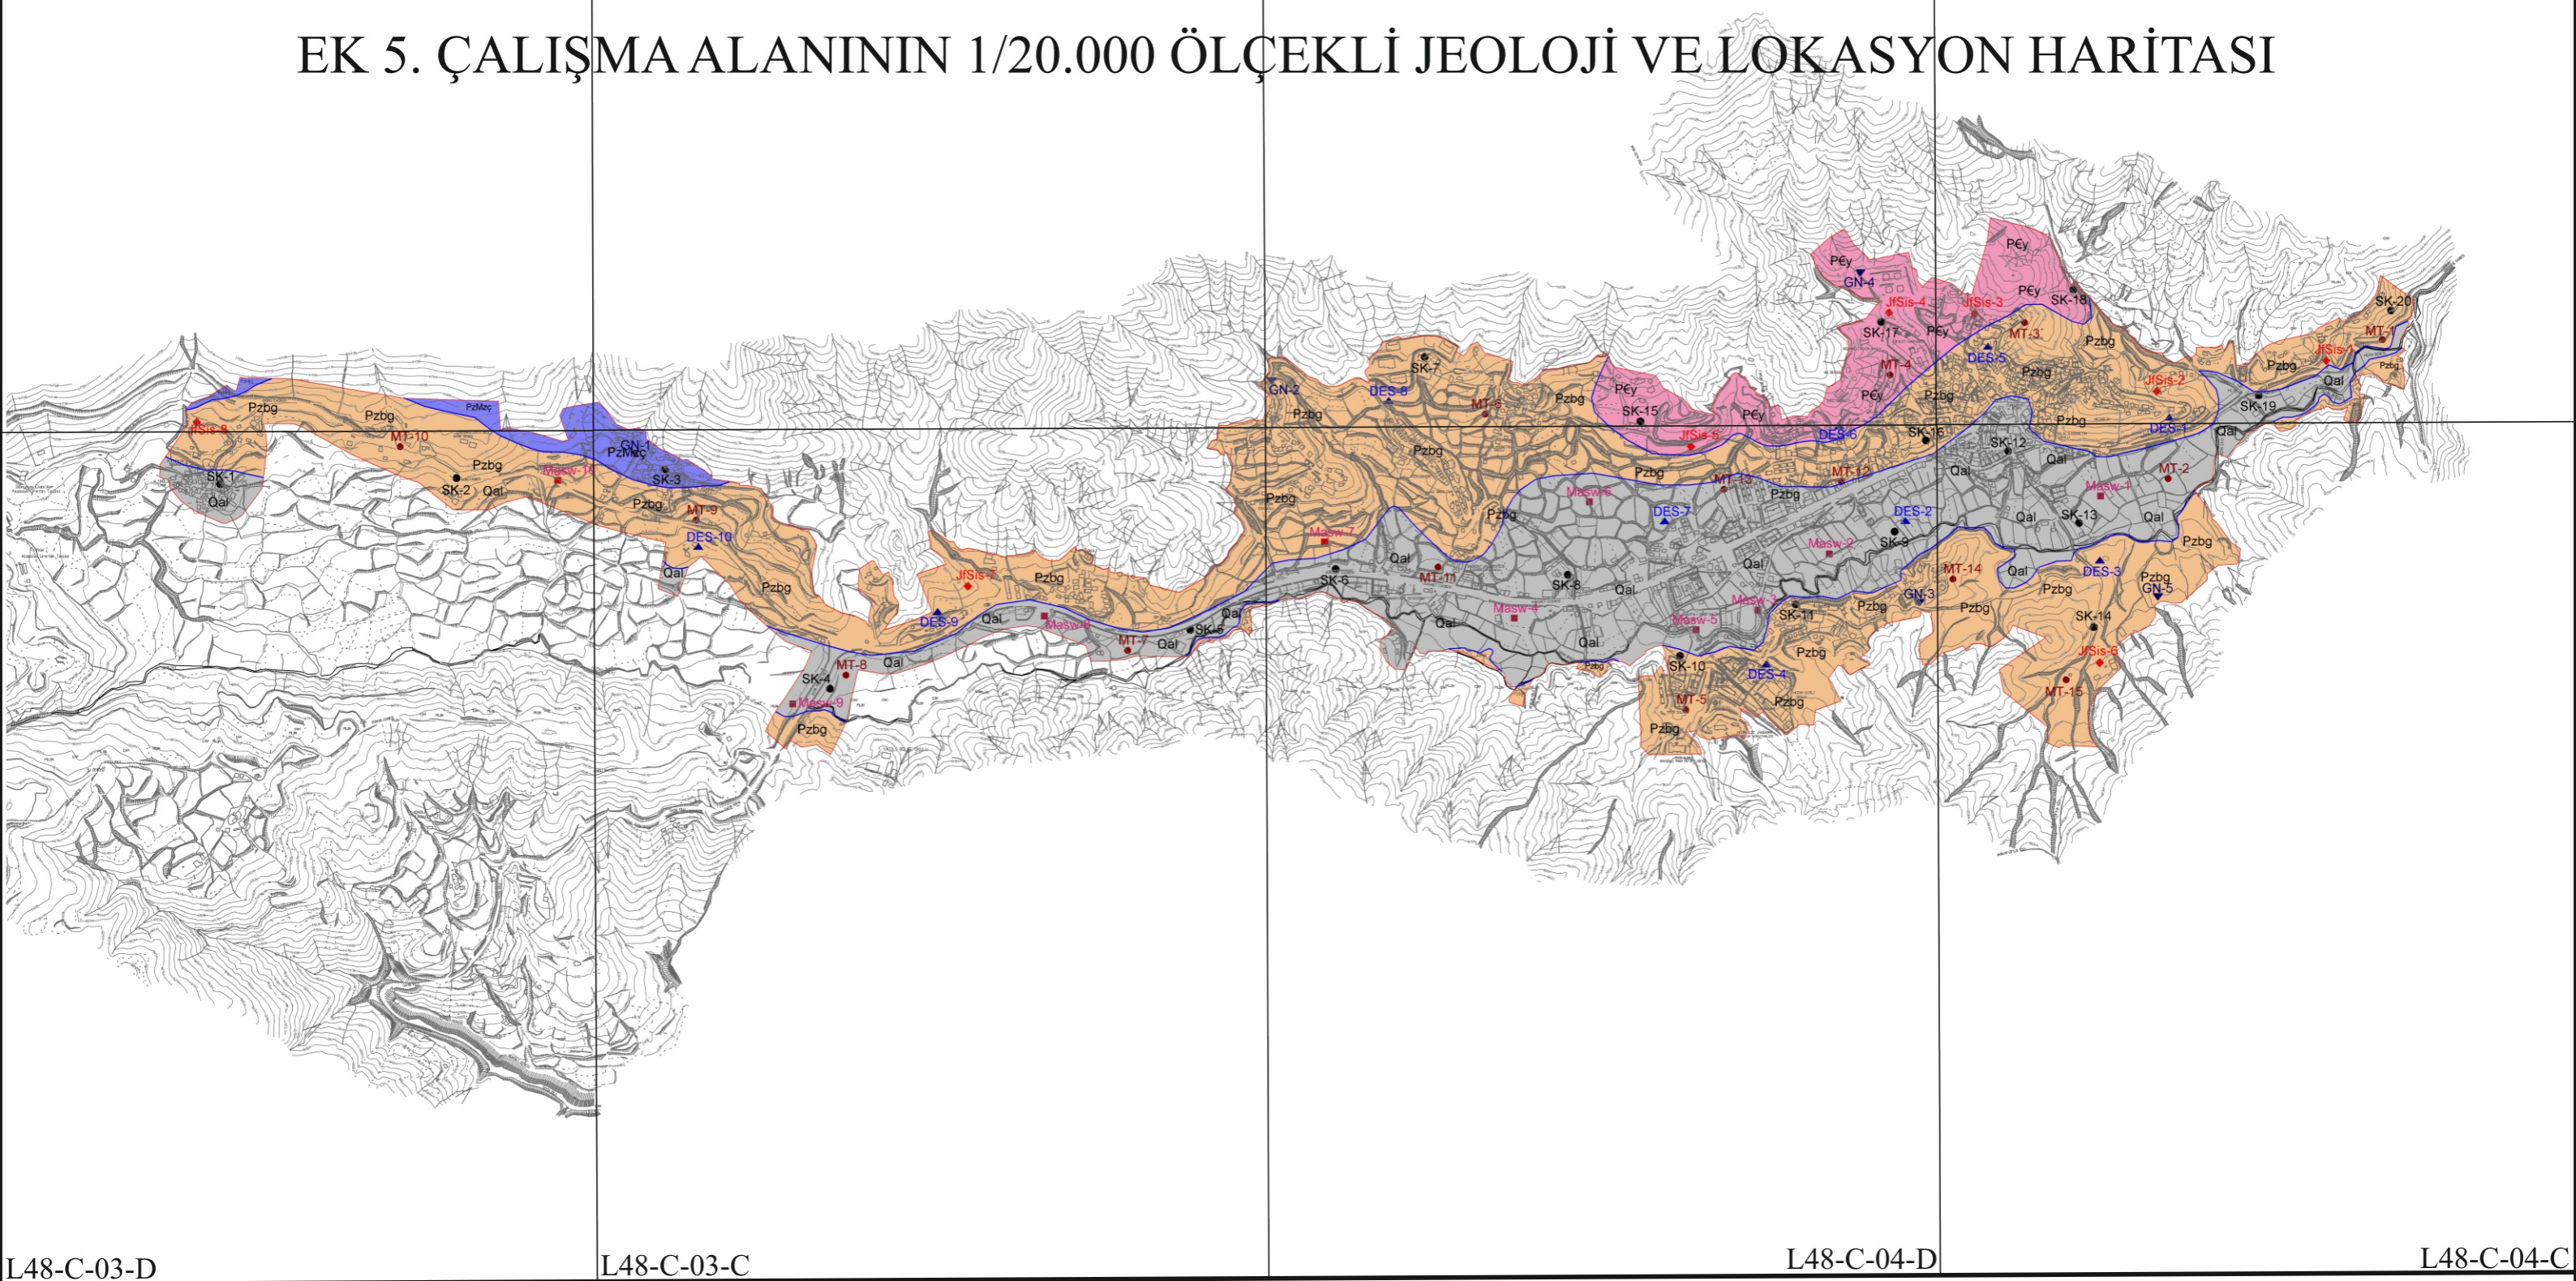 EK 5. ÇALIŞMA ALANININ 1/20.000 ÖLÇEKLİ JEOLOJİ VE LOKASYON HARİTASI
P€y
P€y
GN-4
P€y
SK-18
JfSis-4
JfSis-3
SK-17
P€y
MT-3
SK-20
MT-1
JfSis-1
Pzbg
Pzbg
Qal
Pzbg
DES-5
Pzbg
JfSis-2
MT-4
P€y
Pzbg
SK-19
Qal
SK-7
GN-2
DES-8
Pzbg
MT-6
Pzbg
P€y
SK-15
P€y
JfSis-5
DES-6
SK-16
SK-12
Pzbg
DES-1
Pzbg
Pzbg
PzMzç
JfSis-8
MT-10
GN-1
PzMzç
SK-3
Pzbg
SK-2
Qal
Masw-10
SK-1
Qal
Pzbg
MT-9
DES-10
Qal
Pzbg
Pzbg
Pzbg
Pzbg
Pzbg
MT-13
Pzbg
MT-12
Qal
Qal
MT-2
Masw-1
Masw-6
DES-7
DES-2
SK-9
Qal
SK-13
Qal
Masw-7
Qal
Masw-2
Pzbg
SK-6
MT-11
SK-8
Qal
Qal
MT-14
Qal
DES-3
Pzbg
Pzbg
GN-5
JfSis-7
Pzbg
DES-9
Qal
Masw-8
MT-7
Qal
SK-5
Qal
Masw-4
Qal
Qal
Masw-5
Masw-3
SK-11
Pzbg
GN-3
Pzbg
SK-14
MT-8
Qal
SK-4
Masw-9
Pzbg
Pzbg
SK-10
DES-4
Pzbg
JfSis-6
MT-15
MT-5
Pzbg
Pzbg
L48-C-03-D
L48-C-03-C
L48-C-04-D
L48-C-04-C